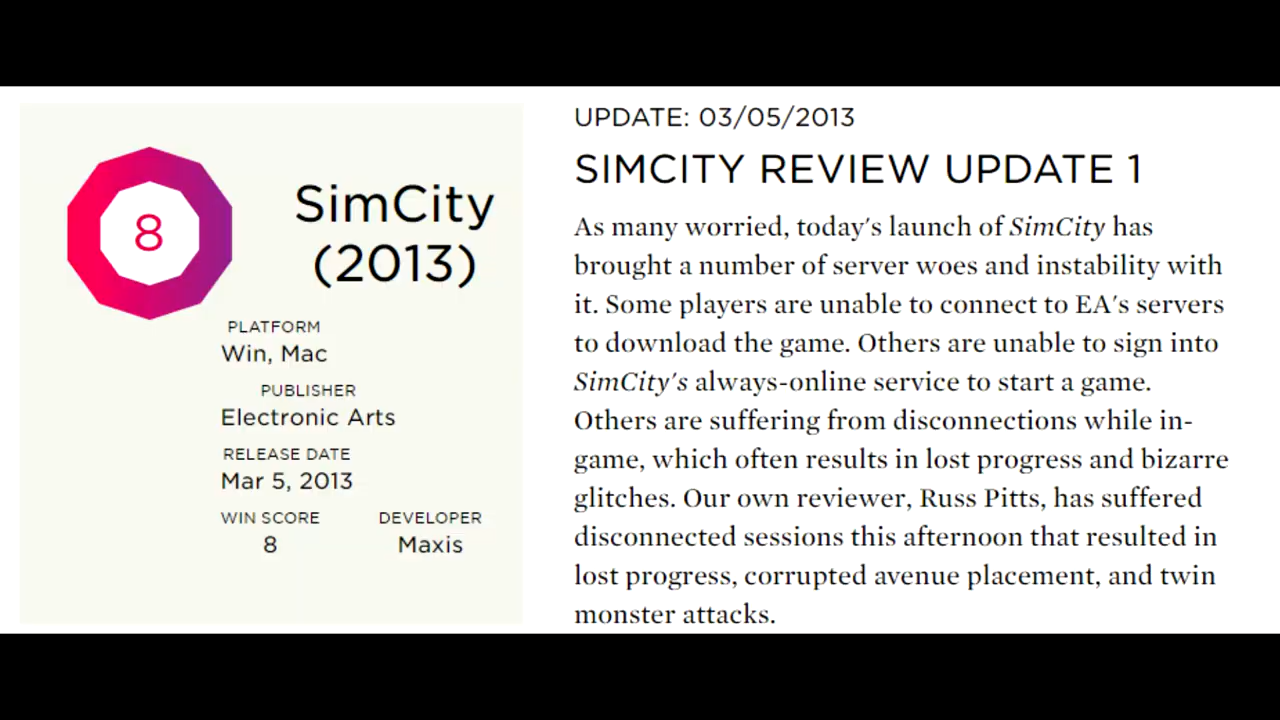 8
SimCity
(2013)
PLATFORM
Win, Mac
PUBLISHER
Electronic Arts
RELEASE DATE
Mar 5, 2013
WIN SCORE
8
DEVELOPER
Maxis
UPDATE: 03/05/2013
SIMCITY REVIEW UPDATE 1
As many worried, today's launch of SimCity has
brought a number of server woes and instability with
it. Some players are unable to connect to EA's servers
to download the game. Others are unable to sign into
SimCity's always-online service to start a game.
Others are suffering from disconnections while in-
game, which often results in lost progress and bizarre
glitches. Our own reviewer, Russ Pitts, has suffered
disconnected sessions this afternoon that resulted in
lost progress, corrupted avenue placement, and twin
monster attacks.